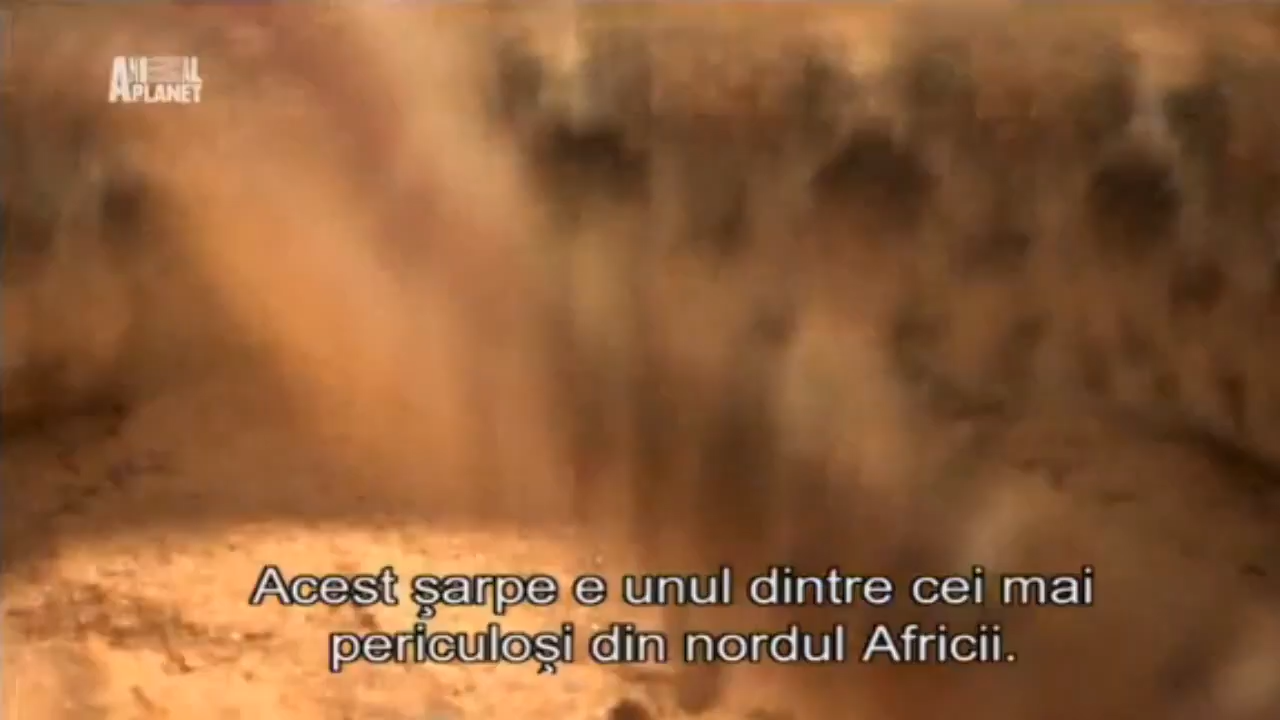 ANIMAL
PLANET
Acest şarpe e unul dintre cei mai
periculoşi din nordul Africii.